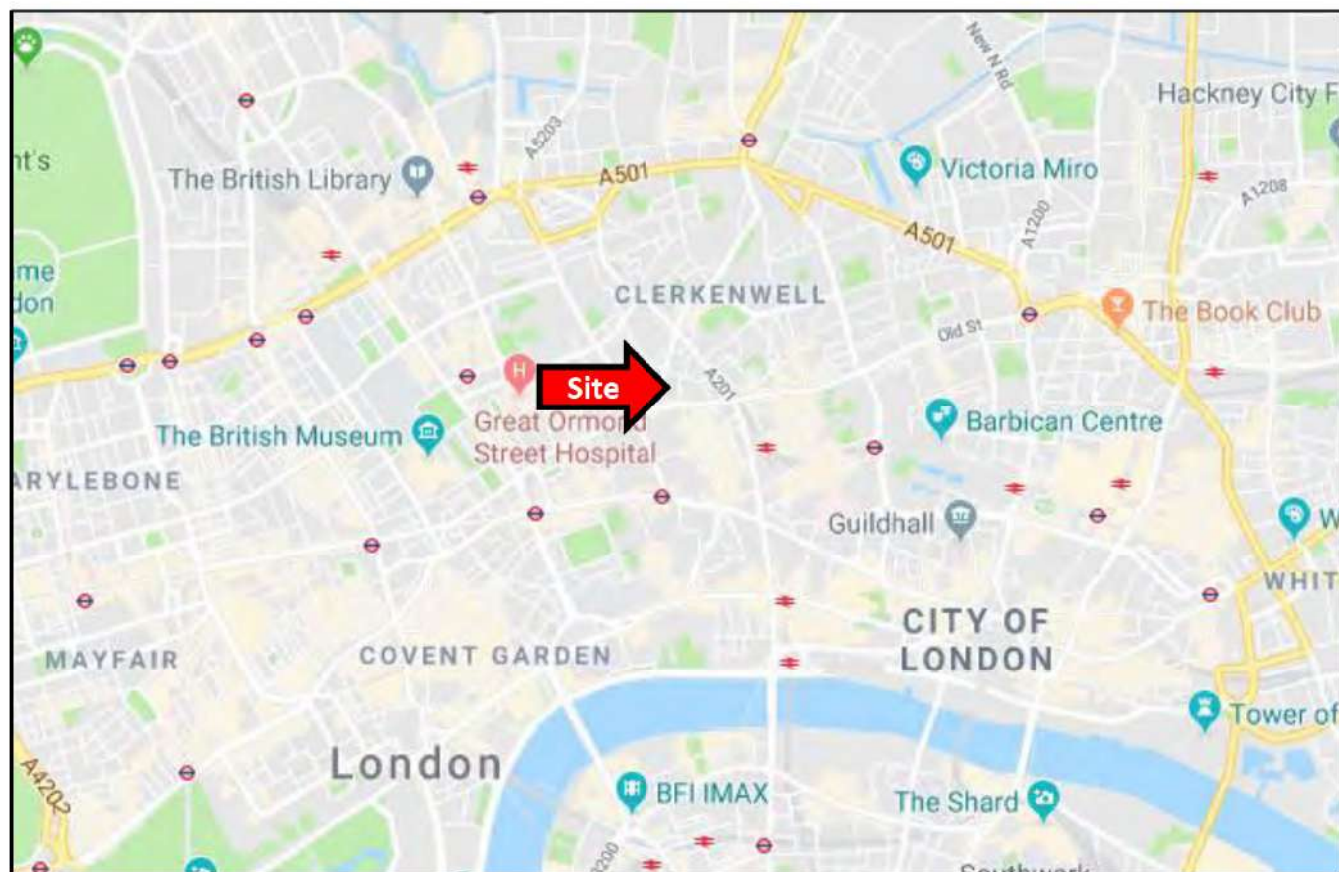 New N Rd
Hackney City F
nt's
A5203
The British Library
A501
Victoria Miro
A1208
A1200
A501
me
don
CLERKENWELL
The Book Club
Old St
H
Site
A201
Great Ormond
Street Hospital
The British Museum
Barbican Centre
ARYLEBONE
Guildhall
W
WHIT
CITY OF
LONDON
MAYFAIR
COVENT GARDEN
Tower of
London
A4202
BFI IMAX
The Shard
Southwark